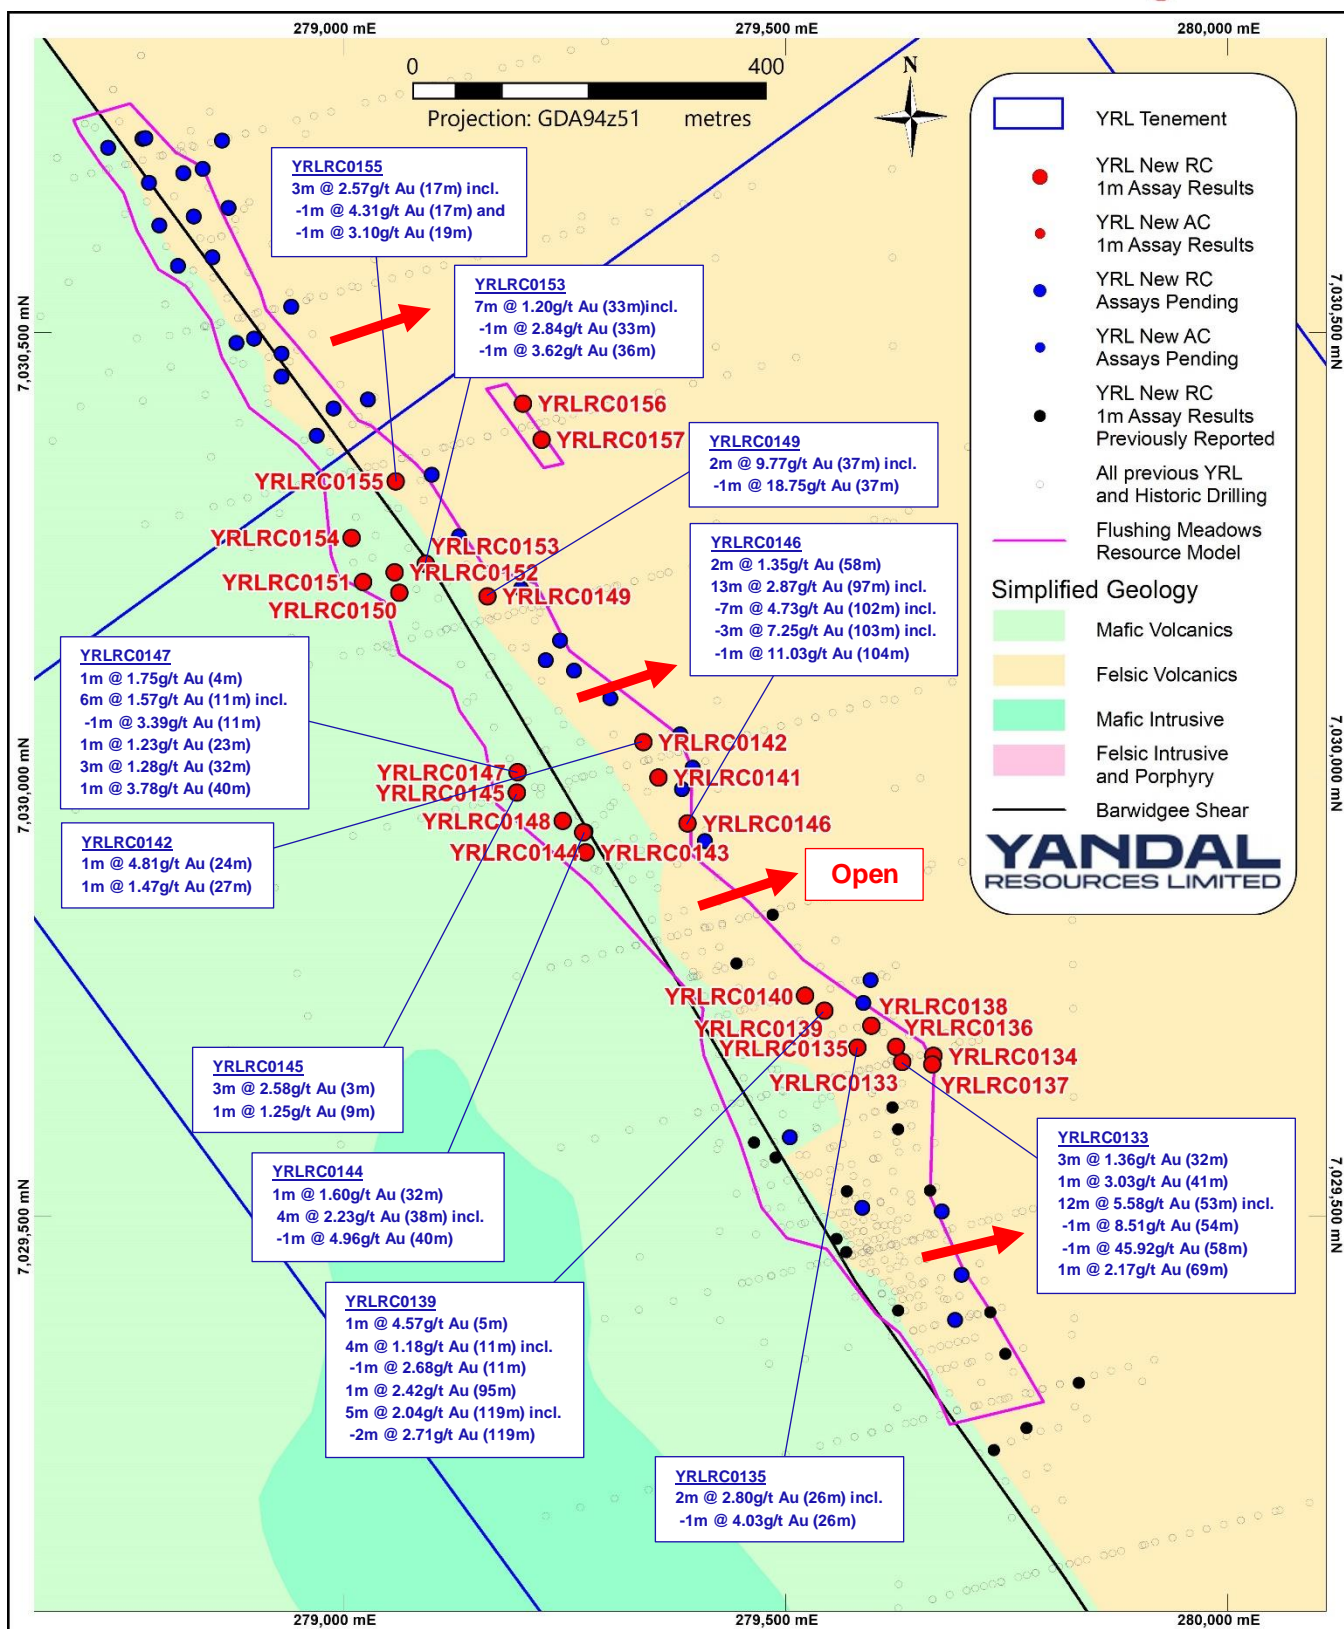 279,000 mE
279,500 mE
280,000 mE
0
400
Projection: GDA94z51
metres
N
YRL Tenement
YRL New RC
1m Assay Results
YRL New AC
1m Assay Results
YRL New RC
Assays Pending
YRL New AC
Assays Pending
YRL New RC
1m Assay Results
Previously Reported
All previous YRL
and Historic Drilling
Flushing Meadows
Resource Model
Simplified Geology
Mafic Volcanics
Felsic Volcanics
Mafic Intrusive
Felsic Intrusive
and Porphyry
Barwidgee Shear
YANDAL
RESOURCES LIMITED
YRLRC0155
3m @ 2.57g/t Au (17m) incl.
-1m @ 4.31g/t Au (17m) and
-1m @ 3.10g/t Au (19m)
YRLRC0153
7m @ 1.20g/t Au (33m)incl.
-1m @ 2.84g/t Au (33m)
-1m @ 3.62g/t Au (36m)
7,030,500 mN
7,030,500 mN
YRLRC0156
YRLRC0157
YRLRC0149
2m @ 9.77g/t Au (37m) incl.
-1m @ 18.75g/t Au (37m)
YRLRC0155
YRLRC0154
YRLRC0153
YRLRC0152
YRLRC0151
YRLRC0150
YRLRC0149
YRLRC0146
2m @ 1.35g/t Au (58m)
13m @ 2.87g/t Au (97m) incl.
-7m @ 4.73g/t Au (102m) incl.
-3m @ 7.25g/t Au (103m) incl.
-1m @ 11.03g/t Au (104m)
YRLRC0147
1m @ 1.75g/t Au (4m)
6m @ 1.57g/t Au (11m) incl.
-1m @ 3.39g/t Au (11m)
1m @ 1.23g/t Au (23m)
3m @ 1.28g/t Au (32m)
1m @ 3.78g/t Au (40m)
YRLRC0142
YRLRC0141
YRLRC0147
YRLRC0145
YRLRC0148
YRLRC0146
YRLRC0144
YRLRC0143
7,030,000 mN
7,030,000 mN
YRLRC0142
1m @ 4.81g/t Au (24m)
1m @ 1.47g/t Au (27m)
Open
YRLRC0140
YRLRC0139
YRLRC0138
YRLRC0136
YRLRC0135
YRLRC0134
YRLRC0133
YRLRC0137
YRLRC0145
3m @ 2.58g/t Au (3m)
1m @ 1.25g/t Au (9m)
YRLRC0144
1m @ 1.60g/t Au (32m)
4m @ 2.23g/t Au (38m) incl.
-1m @ 4.96g/t Au (40m)
YRLRC0133
3m @ 1.36g/t Au (32m)
1m @ 3.03g/t Au (41m)
12m @ 5.58g/t Au (53m) incl.
-1m @ 8.51g/t Au (54m)
-1m @ 45.92g/t Au (58m)
1m @ 2.17g/t Au (69m)
7,029,500 mN
7,029,500 mN
YRLRC0139
1m @ 4.57g/t Au (5m)
4m @ 1.18g/t Au (11m) incl.
-1m @ 2.68g/t Au (11m)
1m @ 2.42g/t Au (95m)
5m @ 2.04g/t Au (119m) incl.
-2m @ 2.71g/t Au (119m)
YRLRC0135
2m @ 2.80g/t Au (26m) incl.
-1m @ 4.03g/t Au (26m)
279,000 mE
279,500 mE
280,000 mE